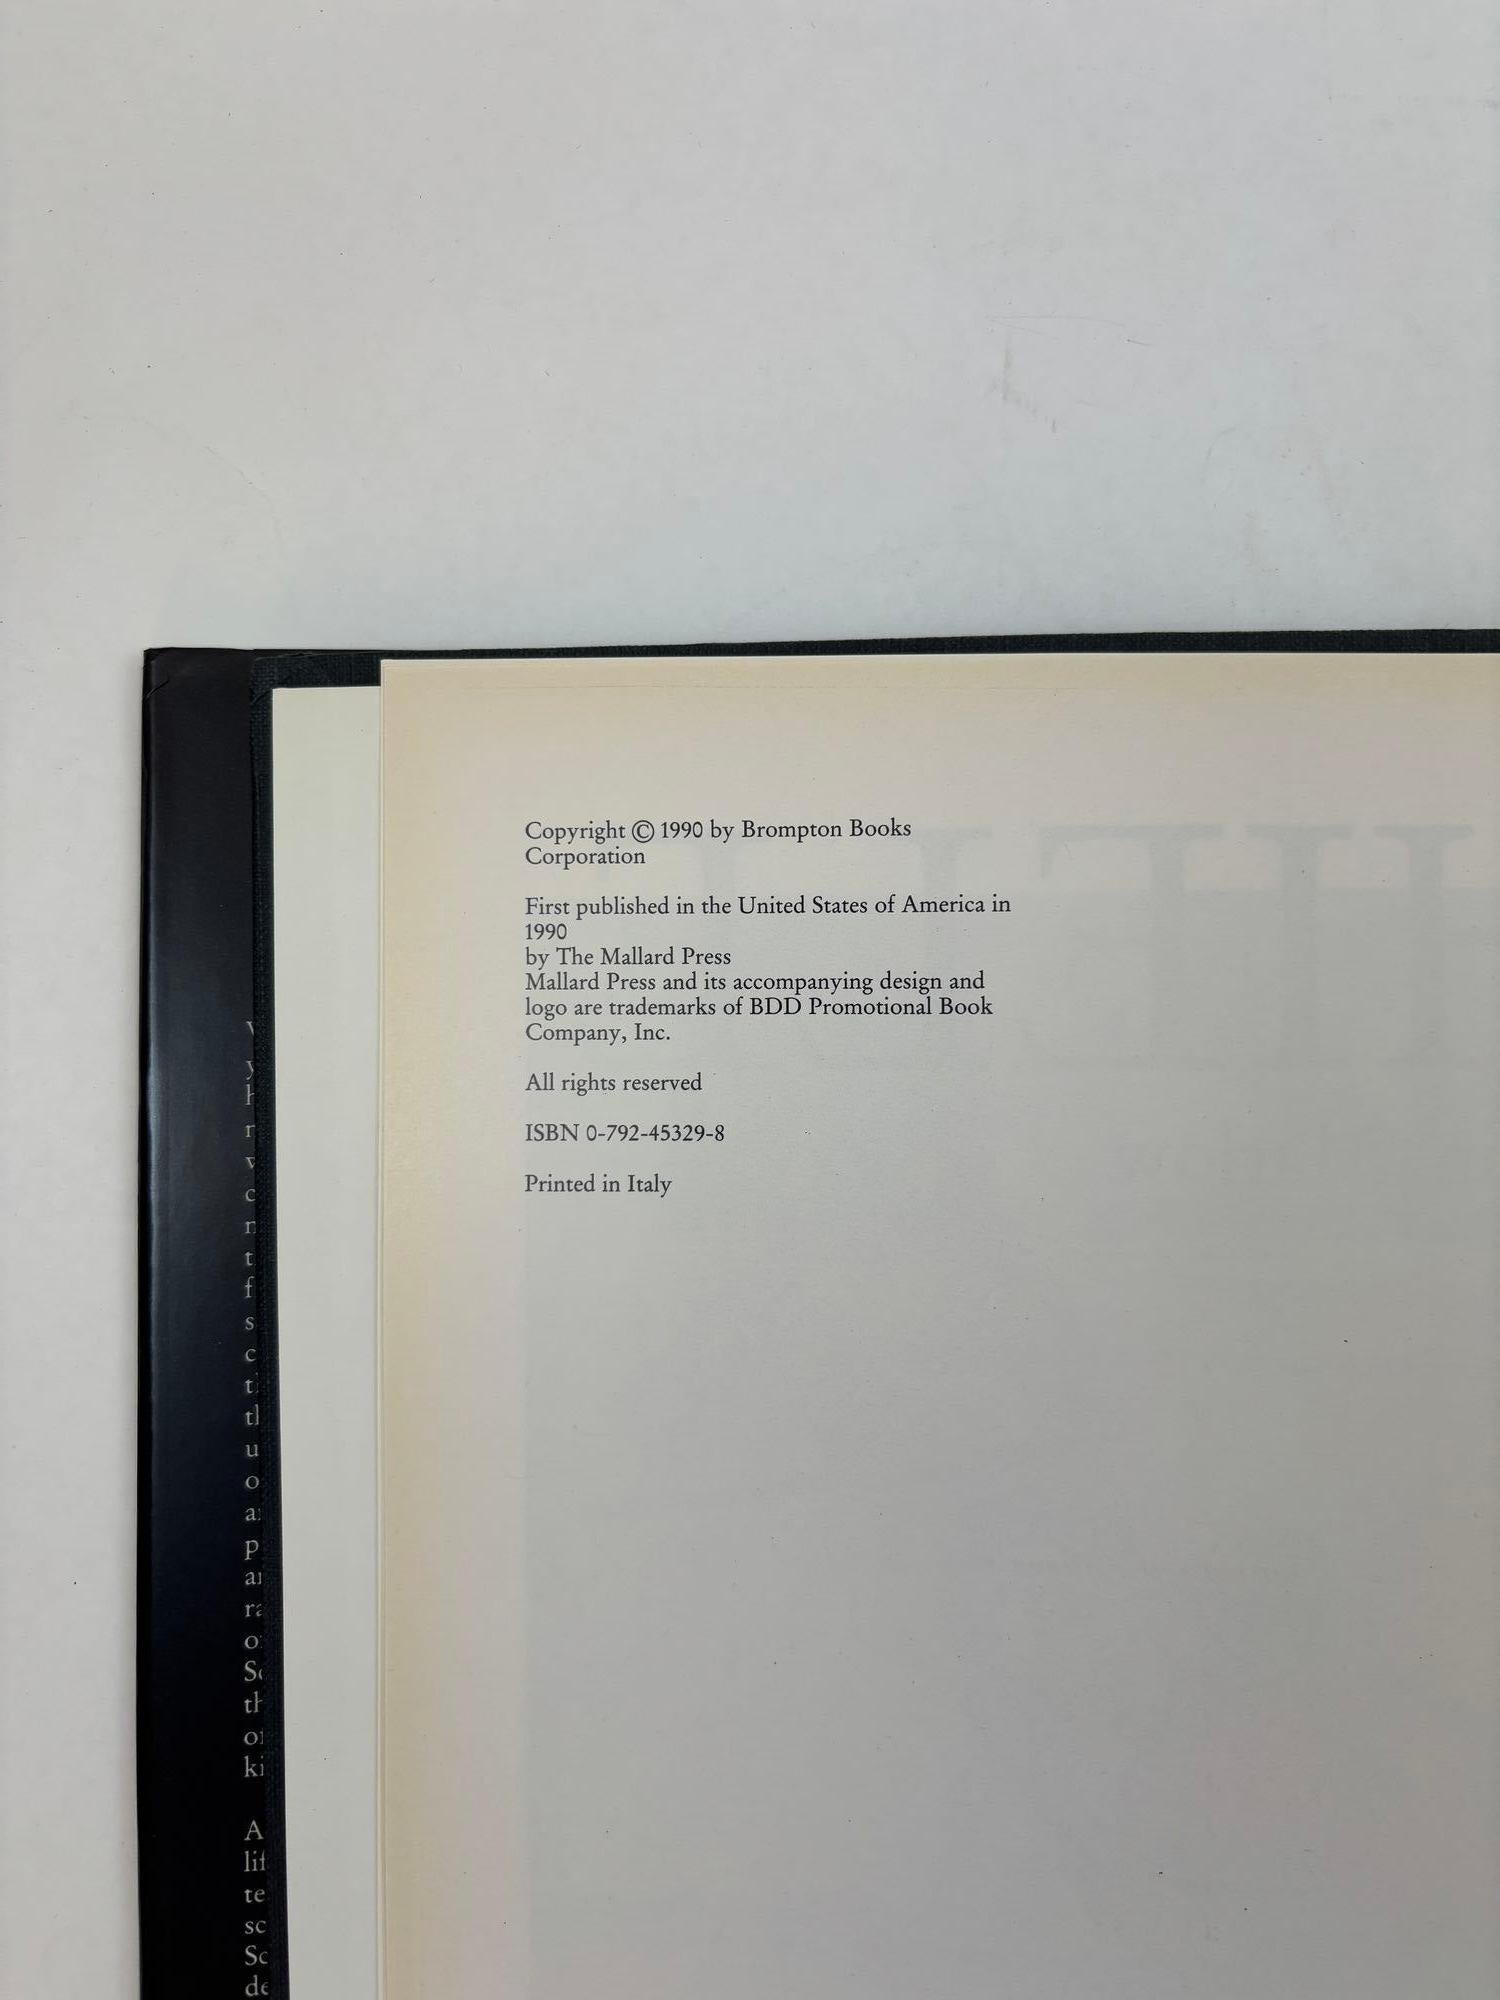 Copyright © 1990 by Brompton Books
Corporation
First published in the United States of America in
1990
by The Mallard Press
Mallard Press and its accompanying design and
logo are trademarks of BDD Promotional Book
Company, Inc.
All rights reserved
ISBN 0-792-45329-8
Printed in Italy